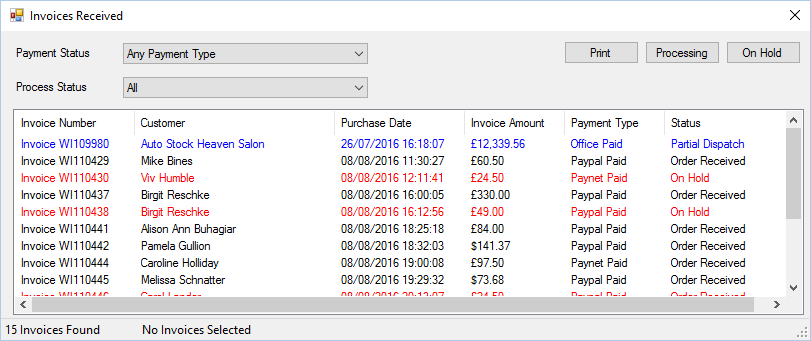 Invoices Received
Payment Status Any Payment Type Print Processing On Hold
Process Status All
Invoice Number Customer Purchase Date Invoice Amount Payment Type Status
Invoice WI109980 Auto Stock Heaven Salon 26/07/2016 16:18:07 £12,339.56 Office Paid Partial Dispatch
Invoice WI110429 Mike Bines 08/08/2016 11:30:27 £60.50 Paypal Paid Order Received
Invoice WI110430 Viv Humble 08/08/2016 12:11:41 £24.50 Paynet Paid On Hold
Invoice WI110437 Birgit Reschke 08/08/2016 16:00:05 £330.00 Paypal Paid Order Received
Invoice WI110438 Birgit Reschke 08/08/2016 16:12:56 £49.00 Paypal Paid On Hold
Invoice WI110441 Alison Ann Buhagiar 08/08/2016 18:25:18 £84.00 Paypal Paid Order Received
Invoice WI110442 Pamela Gullion 08/08/2016 18:32:03 $141.37 Paypal Paid Order Received
Invoice WI110444 Caroline Holliday 08/08/2016 19:00:08 £97.50 Paynet Paid Order Received
Invoice WI110445 Melissa Schnatter 08/08/2016 19:29:32 $73.68 Paypal Paid Order Received
15 Invoices Found No Invoices Selected